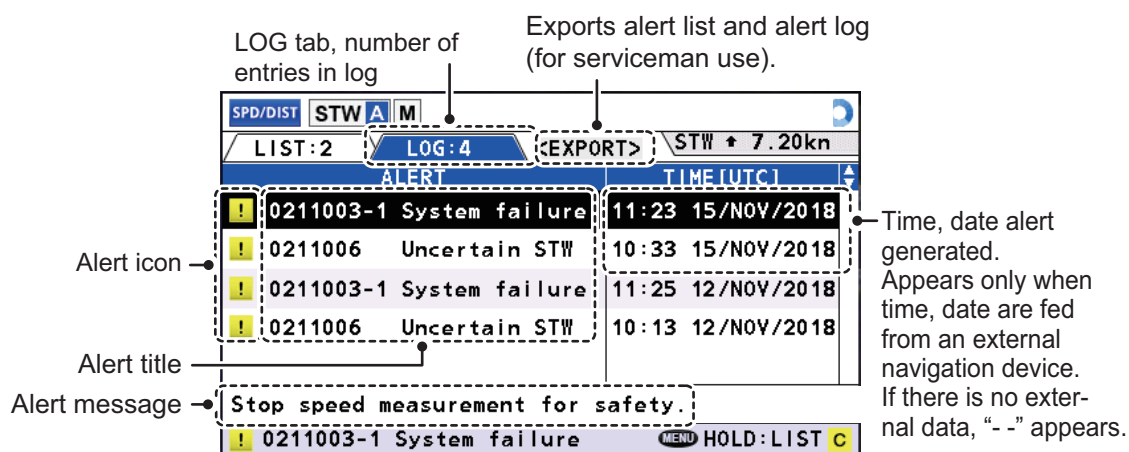 LOG tab, number of
entries in log
Exports alert list and alert log
(for serviceman use).
SPD/DIST STW A M
LIST:2 LOG:4 <EXPORT> STW ↑ 7.20kn
ALERT TIME[UTC]
! 0211003-1 System failure 11:23 15/NOV/2018
! 0211006 Uncertain STW 10:33 15/NOV/2018
! 0211003-1 System failure 11:25 12/NOV/2018
! 0211006 Uncertain STW 10:13 12/NOV/2018
Stop speed measurement for safety.
! 0211003-1 System failure MENU HOLD:LIST C
Alert icon
Alert title
Alert message
Time, date alert
generated.
Appears only when
time, date are fed
from an external
navigation device.
If there is no exter-
nal data, “- -” appears.